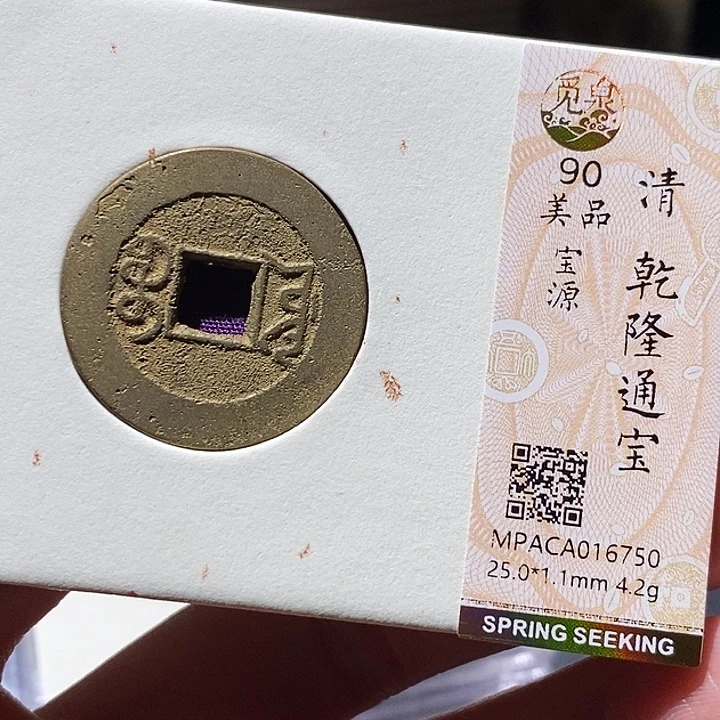 觅泉
90
美品
宝源
清 乾隆通宝
MPACA016750
25.0*1.1mm 4.2g
SPRING SEEKING